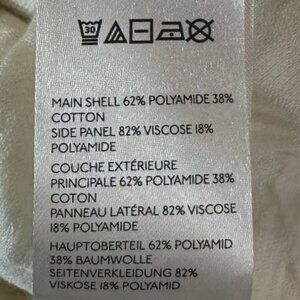 30
MAIN SHELL 62% POLYAMIDE 38%
COTTON
SIDE PANEL 82% VISCOSE 18%
POLYAMIDE
COUCHE EXTÉRIEURE
PRINCIPALE 62% POLYAMIDE 38%
COTON
PANNEAU LATÉRAL 82% VISCOSE
18% POLYAMIDE
HAUPTOBERTEIL 62% POLYAMID
38% BAUMWOLLE
SEITENVERKLEIDUNG 82%
VISKOSE 18% POLYAMID